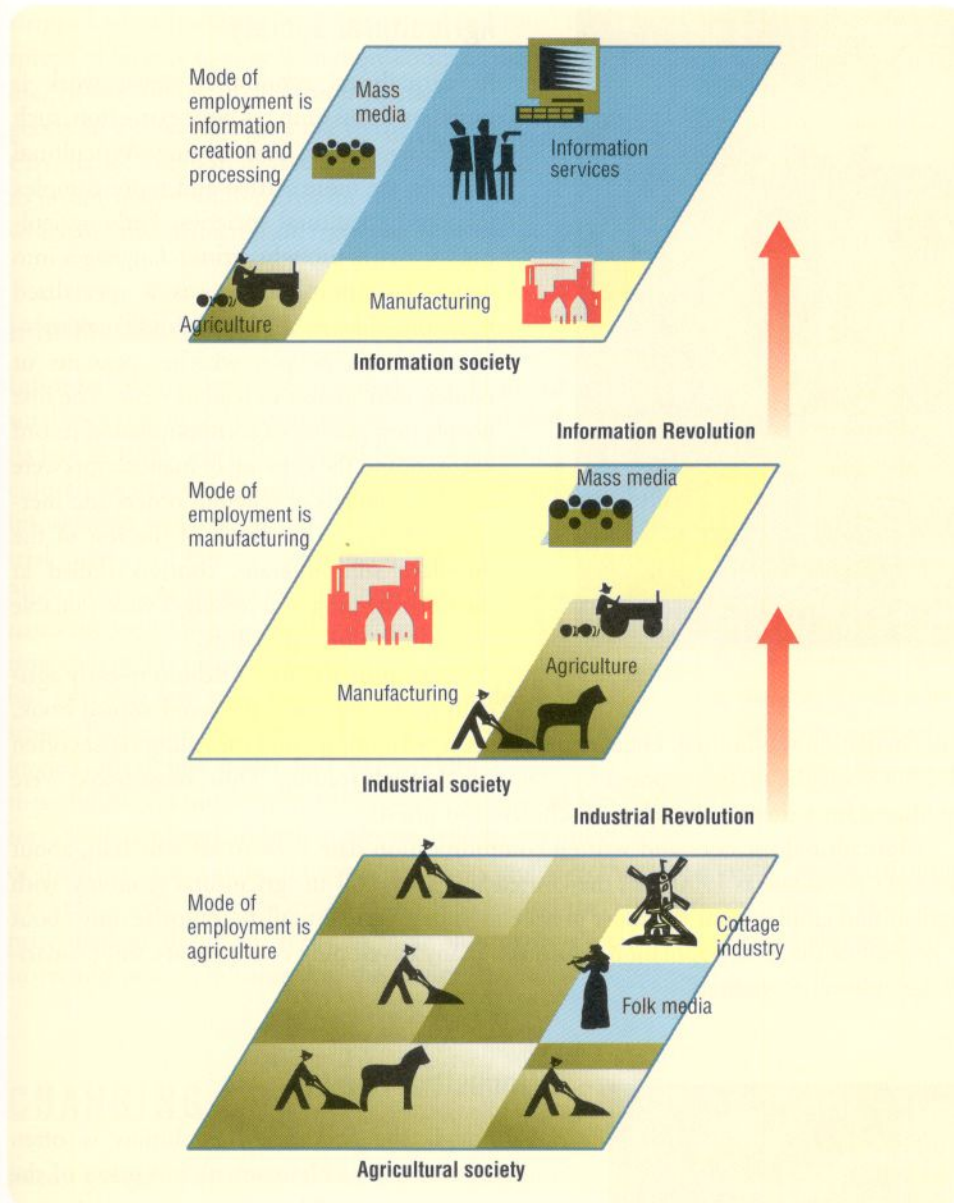 Mode of
employment is
information
creation and
processing
Mass
media
Information
services
Agriculture
Manufacturing
Information society
Information Revolution
Mode of
employment is
manufacturing
Mass media
Manufacturing
Agriculture
Industrial society
Industrial Revolution
Mode of
employment is
agriculture
Cottage
industry
Folk media
Agricultural society